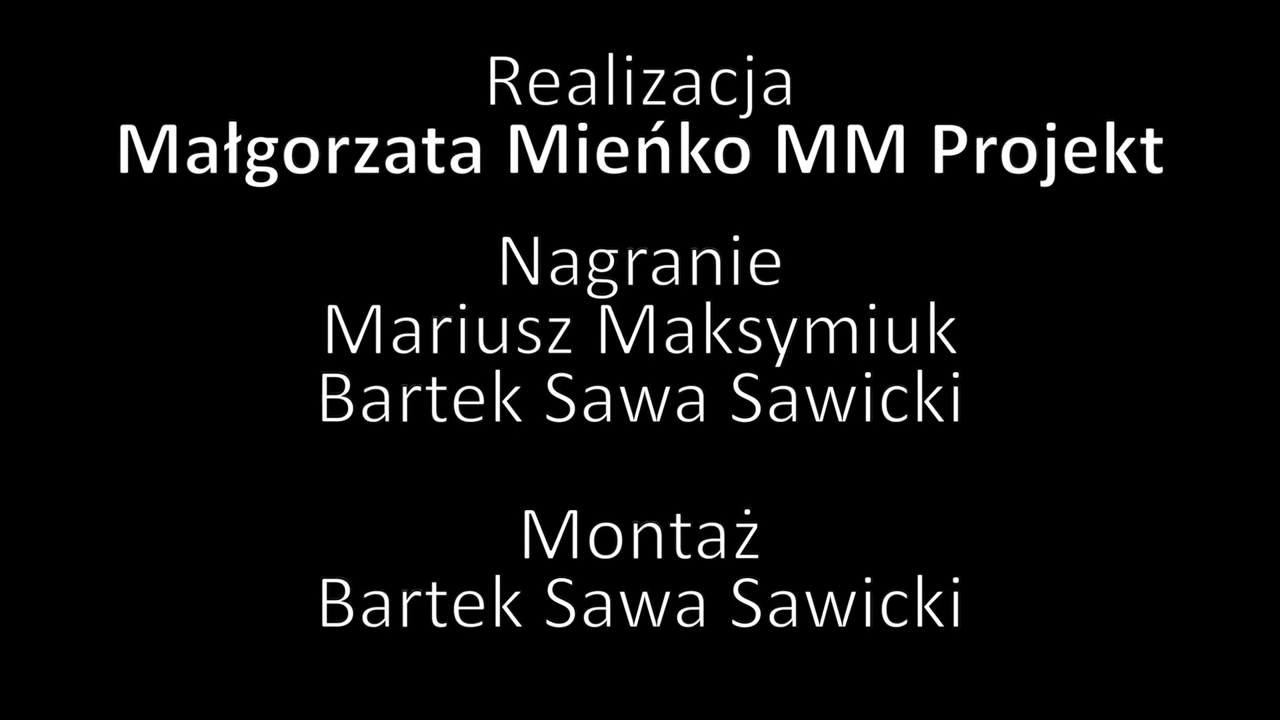 Realizacja
Małgorzata Mieńko MM Projekt
Nagranie
Mariusz Maksymiuk
Bartek Sawa Sawicki
Montaż
Bartek Sawa Sawicki